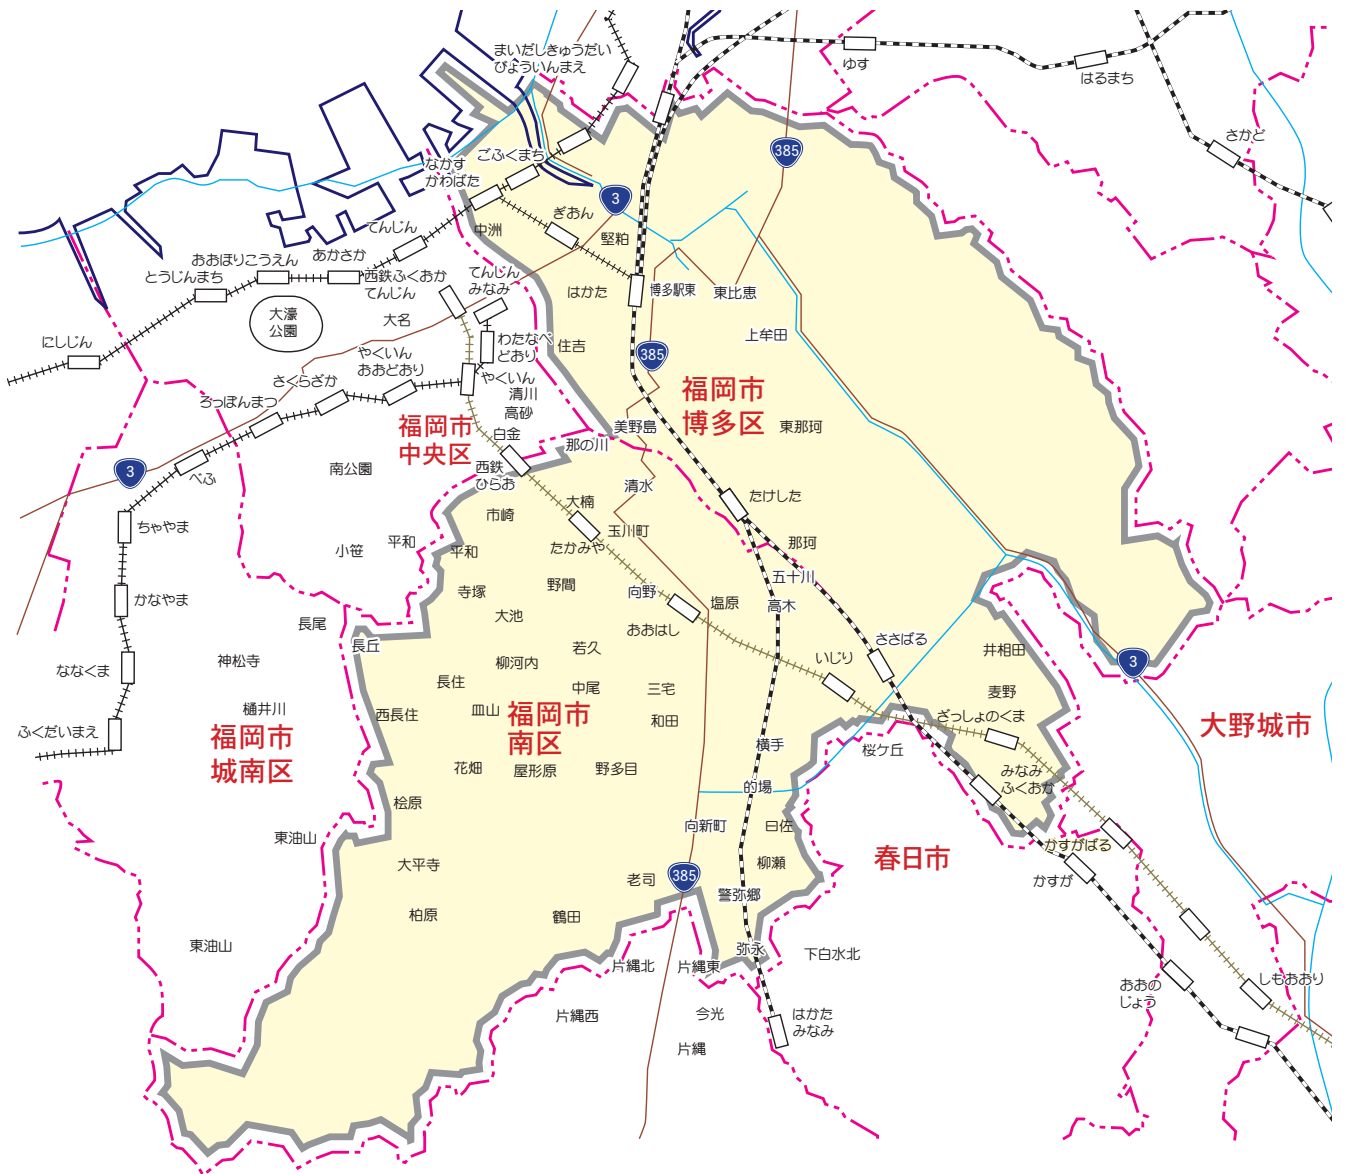 まいだしきゅうだい
びょういんまえ
ゆす
はるまち
さかど
385
ごふくまち
なかす
かわばた
3
ぎおん
中洲
堅粕
てんじん
あかさか
おおほりこうえん
とうじんまち
西鉄ふくおか
てんじん
てんじん
みなみ
はかた
博多駅東
東比恵
大濠
公園
大名
にしじん
わたなべ
どおり
住吉
上牟田
385
やくいん
おおどおり
さくらざか
やくいん
清川
高砂
ろっぽんまつ
福岡市
博多区
福岡市
中央区
白金
那の川
美野島
東那珂
3
べふ
南公園
西鉄
ひらお
清水
たけした
大楠
市崎
玉川町
ちゃやま
小笹
平和
平和
たかみや
那珂
五十川
寺塚
野間
向野
塩原
高木
かなやま
大池
長尾
おおはし
長丘
若久
いじり
ささばる
井相田
3
神松寺
柳河内
ななくま
長住
中尾
三宅
麦野
樋井川
西長住
皿山
福岡市
南区
和田
ざっしょのくま
大野城市
ふくだいまえ
福岡市
城南区
横手
桜ケ丘
花畑
屋形原
野多目
みなみ
ふくおか
的場
桧原
向新町
曰佐
東油山
かすがばる
春日市
大平寺
柳瀬
385
老司
かすが
警弥郷
柏原
鶴田
東油山
弥永
下白水北
片縄北
片縄東
おおの
じょう
しもおおり
片縄西
今光
はかた
みなみ
片縄